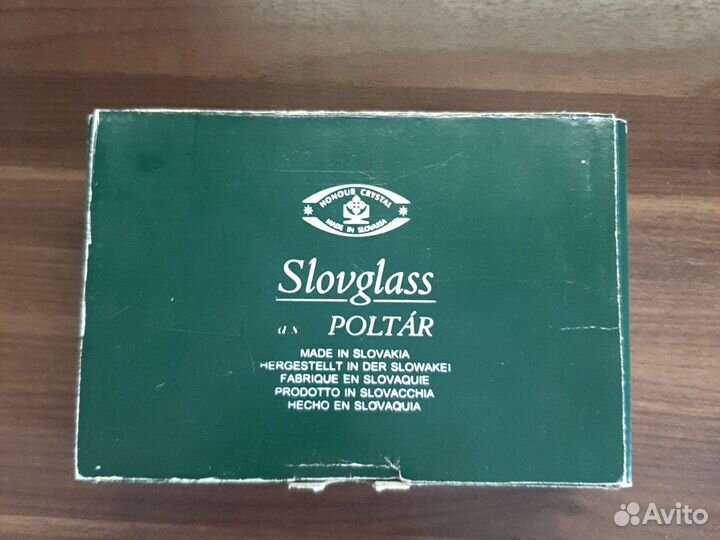 HONOUR CRYSTAL
MADE IN SLOVAKIA
Slovglass
a.s POLTÁR
MADE IN SLOVAKIA
HERGESTELLT IN DER SLOWAKEI
FABRIQUE EN SLOVAQUIE
PRODOTTO IN SLOVACCHIA
HECHO EN SLOVAQUIA
Avito